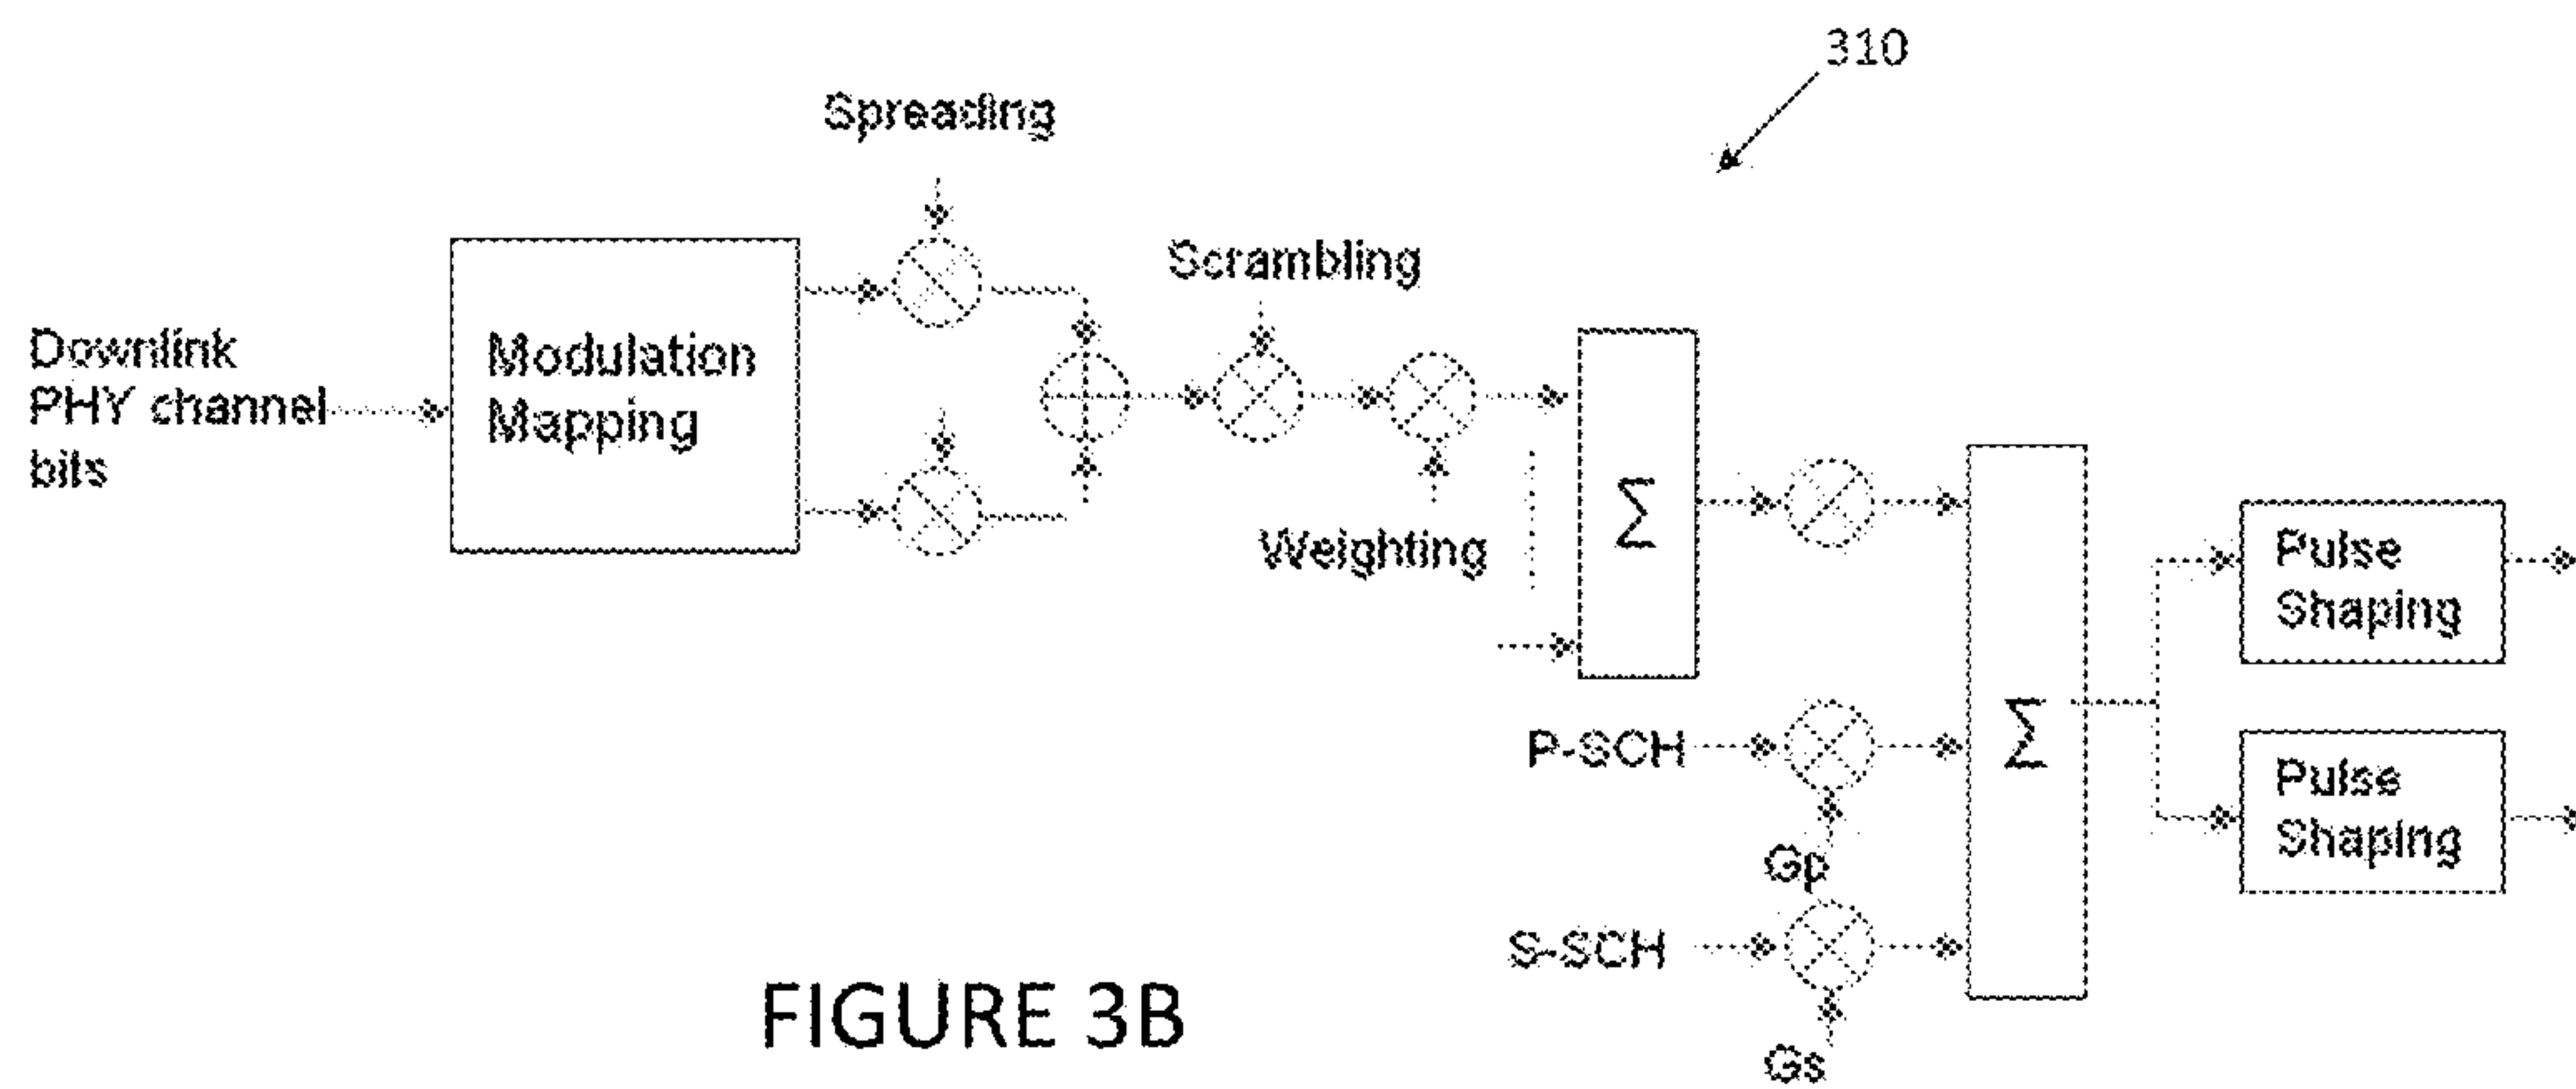 310
Spreading
Scrambling
Downlink
PHY channel
bits
Modulation
Mapping
Weighting
Σ
Σ
Pulse
Shaping
Pulse
Shaping
P-SCH
Gp
S-SCH
Gs
FIGURE 3B